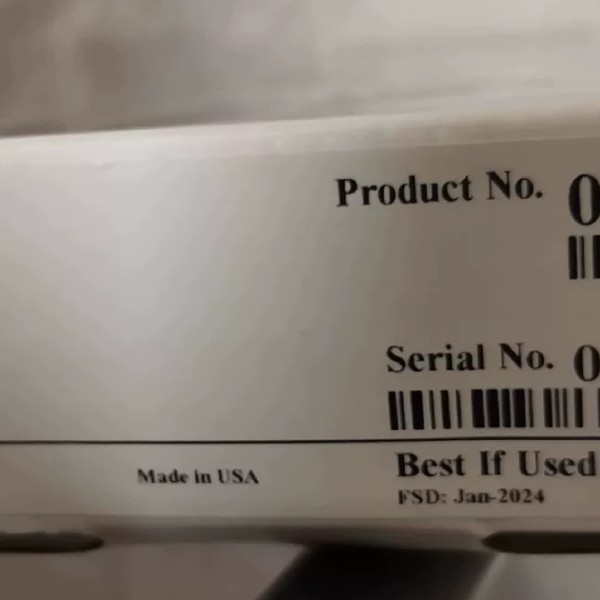 Product No. 0
Serial No. 0
Best If Used
Made in USA
FSD: Jan-2024